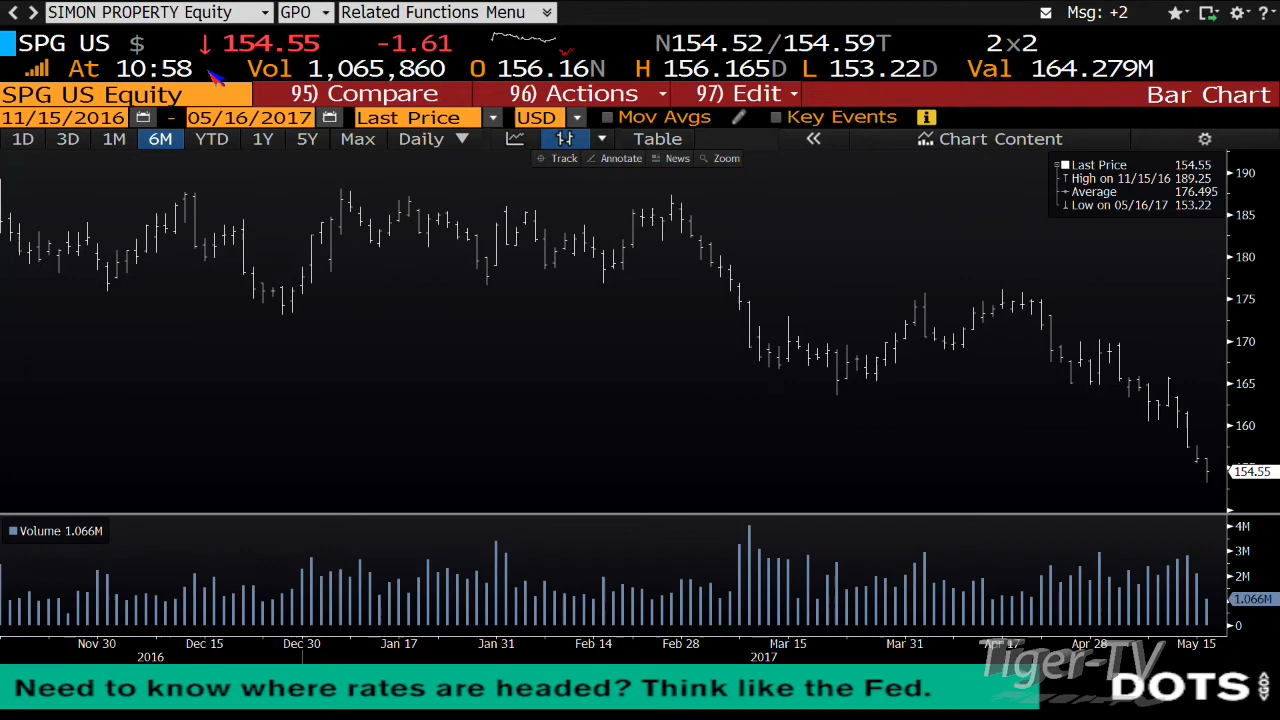 SIMON PROPERTY Equity GPO Related Functions Menu Msg: +2
SPG US $ ↓ 154.55 -1.61 N154.52/154.59T 2x2
At 10:58 Vol 1,065,860 O 156.16N H 156.165D L 153.22D Val 164.279M
SPG US Equity 95) Compare 96) Actions 97) Edit Bar Chart
11/15/2016 - 05/16/2017 Last Price USD Mov Avgs Key Events
1D 3D 1M 6M YTD 1Y 5Y Max Daily ▼ Table « Chart Content
Track Annotate News Zoom
Last Price 154.55
High on 11/15/16 189.25
Average 176.495
Low on 05/16/17 153.22
190
185
180
175
170
165
160
154.55
Volume 1.066M
4M
3M
2M
1.066M
0
Nov 30 Dec 15 Dec 30 Jan 17 Jan 31 Feb 14 Feb 28 Mar 15 Mar 31 Apr 17 Apr 28 May 15
2016 2017
Tiger-TV
Need to know where rates are headed? Think like the Fed.
DOTS